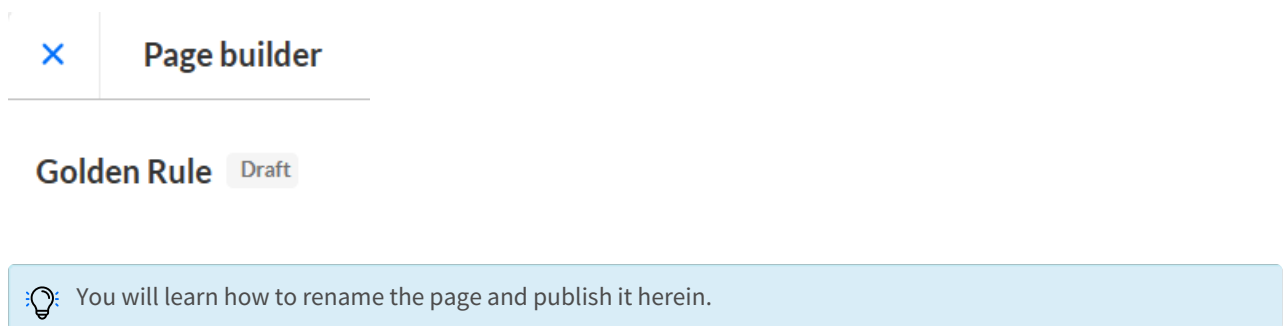 Page builder
Golden Rule Draft
You will learn how to rename the page and publish it herein.